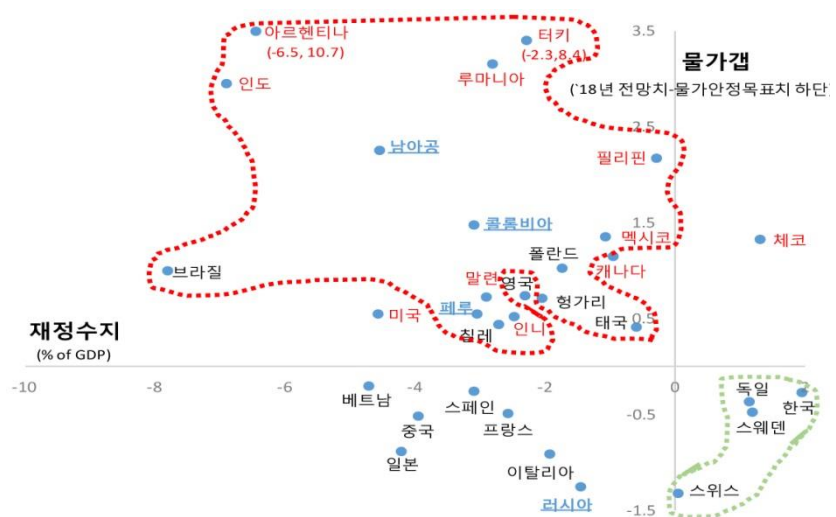 3.5
아르헨티나
(-6.5, 10.7)
터키
(-2.3,8.4)
루마니아
인도
물가갭
(`18년 전망치-물가안정목표치 하단)
2.5
남아공
필리핀
1.5
콜롬비아
멕시코
체코
폴란드
캐나다
브라질
말련
영국
헝가리
0.5
미국
페루
인니
태국
칠레
재정수지
(% of GDP)
-10
-8
-6
-4
-2
0
2
베트남
스페인
독일
한국
-0.5
중국
프랑스
스웨덴
일본
이탈리아
러시아
스위스
-1.5